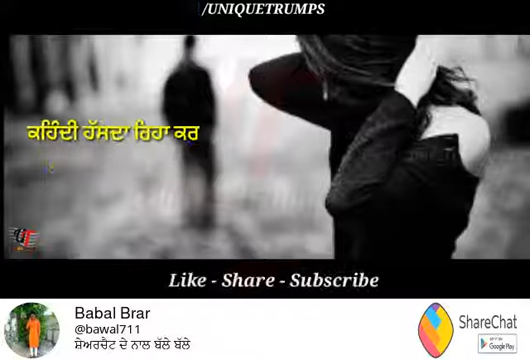 /UNIQUETRUMPS
ਕਹਿੰਦੀ ਹੱਸਦਾ ਰਿਹਾ ਕਰ
Like - Share - Subscribe
Babal Brar
@bawal711
ਸ਼ੇਅਰਚੈਟ ਦੇ ਨਾਲ ਬੱਲੇ ਬੱਲੇ
ShareChat
Google Play